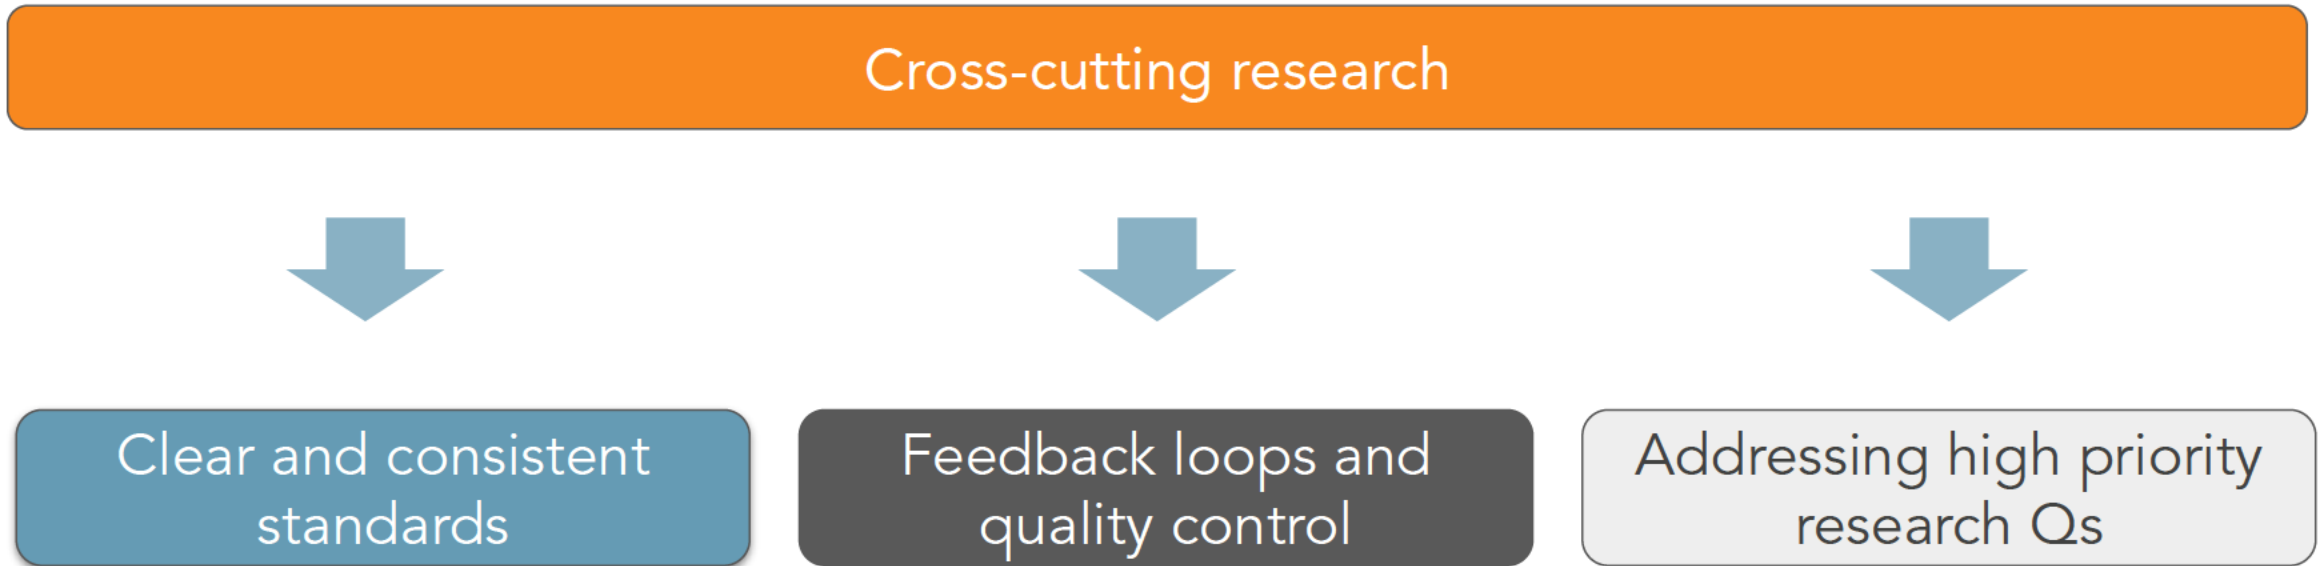 Cross-cutting research
Clear and consistent
standards
Feedback loops and
quality control
Addressing high priority
research Qs